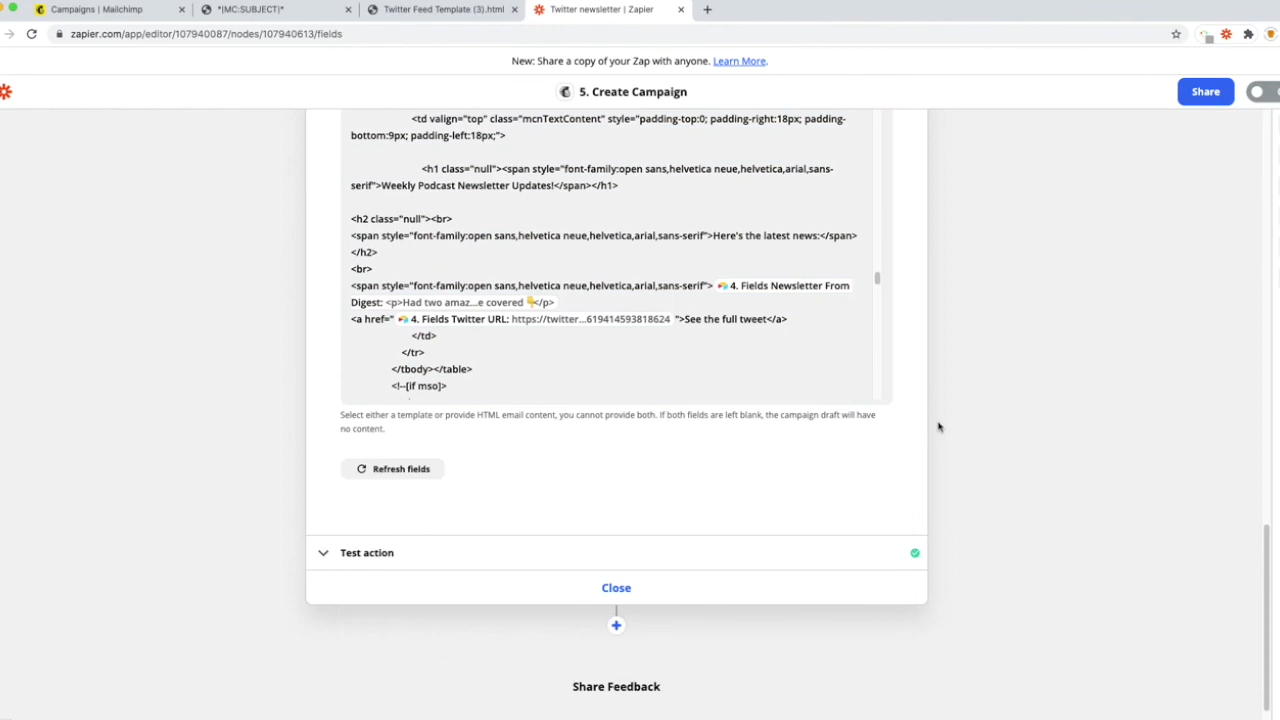 Campaigns | Mailchimp
*|MC:SUBJECT|*
Twitter Feed Template (3).html
Twitter newsletter | Zapier
zapier.com/app/editor/107940087/nodes/107940613/fields
New: Share a copy of your Zap with anyone. Learn More.
5. Create Campaign
Share
<td valign="top" class="mcnTextContent" style="padding-top:0; padding-right:18px; padding-
bottom:9px; padding-left:18px;">
<h1 class="null"><span style="font-family:open sans,helvetica neue,helvetica,arial,sans-
serif">Weekly Podcast Newsletter Updates!</span></h1>
<h2 class="null"><br>
<span style="font-family:open sans,helvetica neue,helvetica,arial,sans-serif">Here's the latest news:</span>
</h2>
<br>
<span style="font-family:open sans,helvetica neue,helvetica,arial,sans-serif"> 4. Fields Newsletter From
Digest: <p>Had two amaz...e covered 👇</p>
<a href=" 4. Fields Twitter URL: https://twitter...619414593818624 ">See the full tweet</a>
</td>
</tr>
</tbody></table>
<!--[if mso]>
Select either a template or provide HTML email content, you cannot provide both. If both fields are left blank, the campaign draft will have
no content.
Refresh fields
Test action
Close
Share Feedback